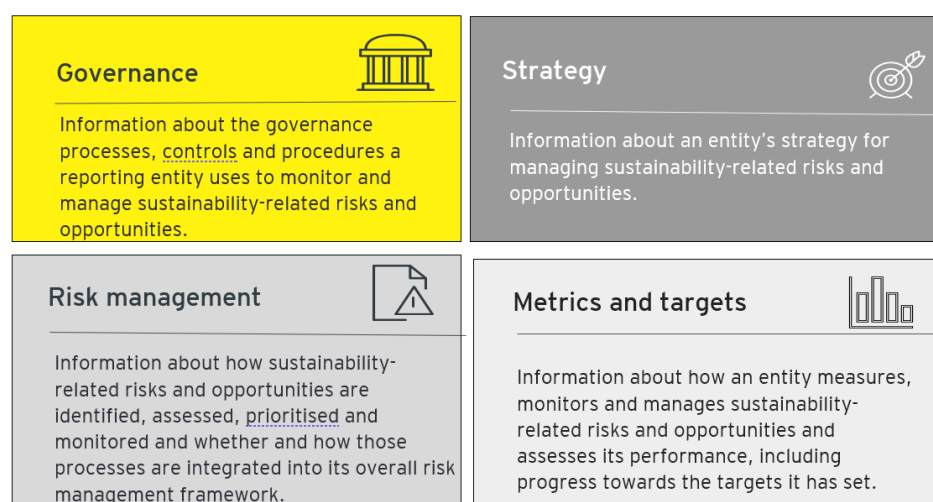 Governance
Information about the governance
processes, controls and procedures a
reporting entity uses to monitor and
manage sustainability-related risks and
opportunities.
Strategy
Information about an entity's strategy for
managing sustainability-related risks and
opportunities.
Risk management
Information about how sustainability-
related risks and opportunities are
identified, assessed, prioritised and
monitored and whether and how those
processes are integrated into its overall risk
management framework.
Metrics and targets
Information about how an entity measures,
monitors and manages sustainability-
related risks and opportunities and
assesses its performance, including
progress towards the targets it has set.